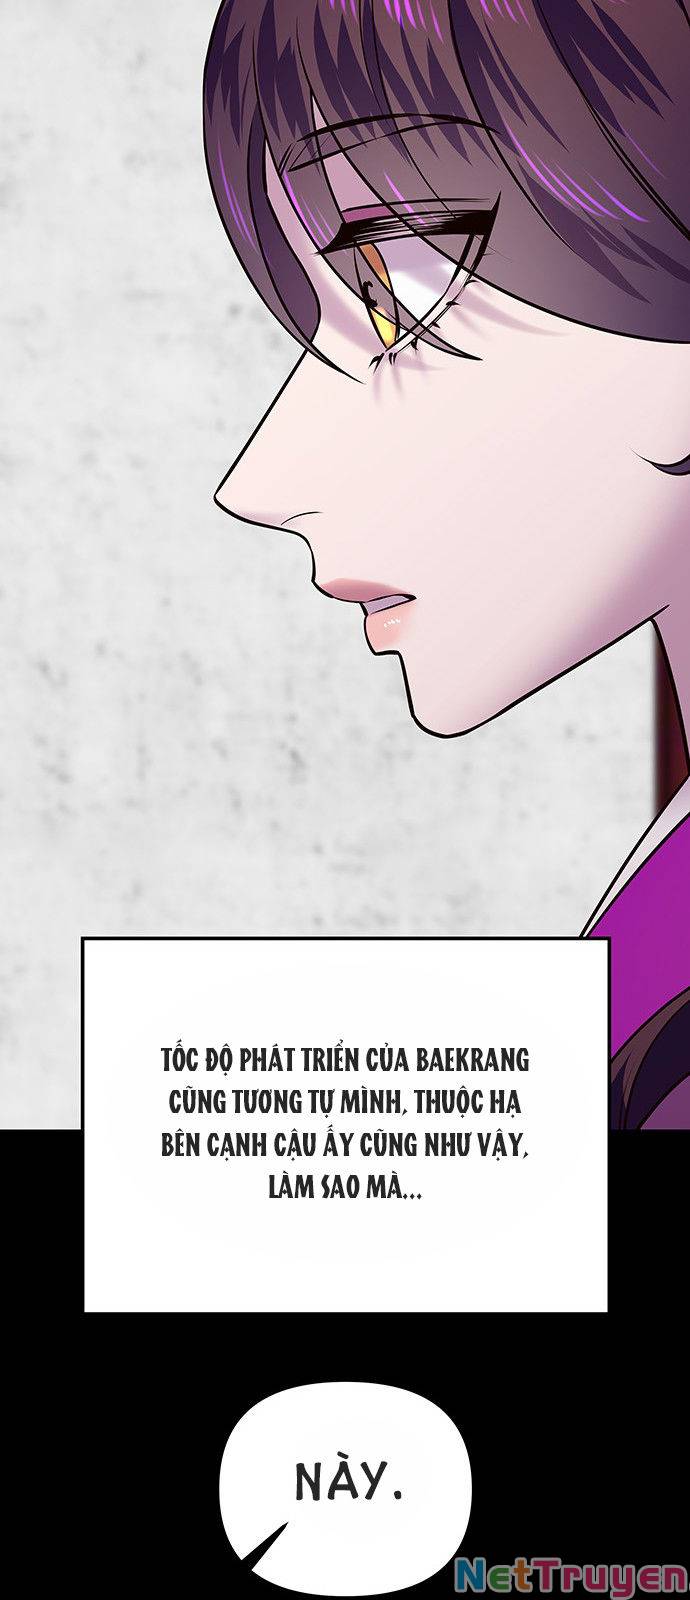 TỐC ĐỘ PHÁT TRIỂN CỦA BAEKRANG
CŨNG TƯƠNG TỰ MÌNH, THUỘC HẠ
BÊN CẠNH CẬU ẤY CŨNG NHƯ VẬY,
LÀM SAO MÀ...
NÀY.
NetTruyen